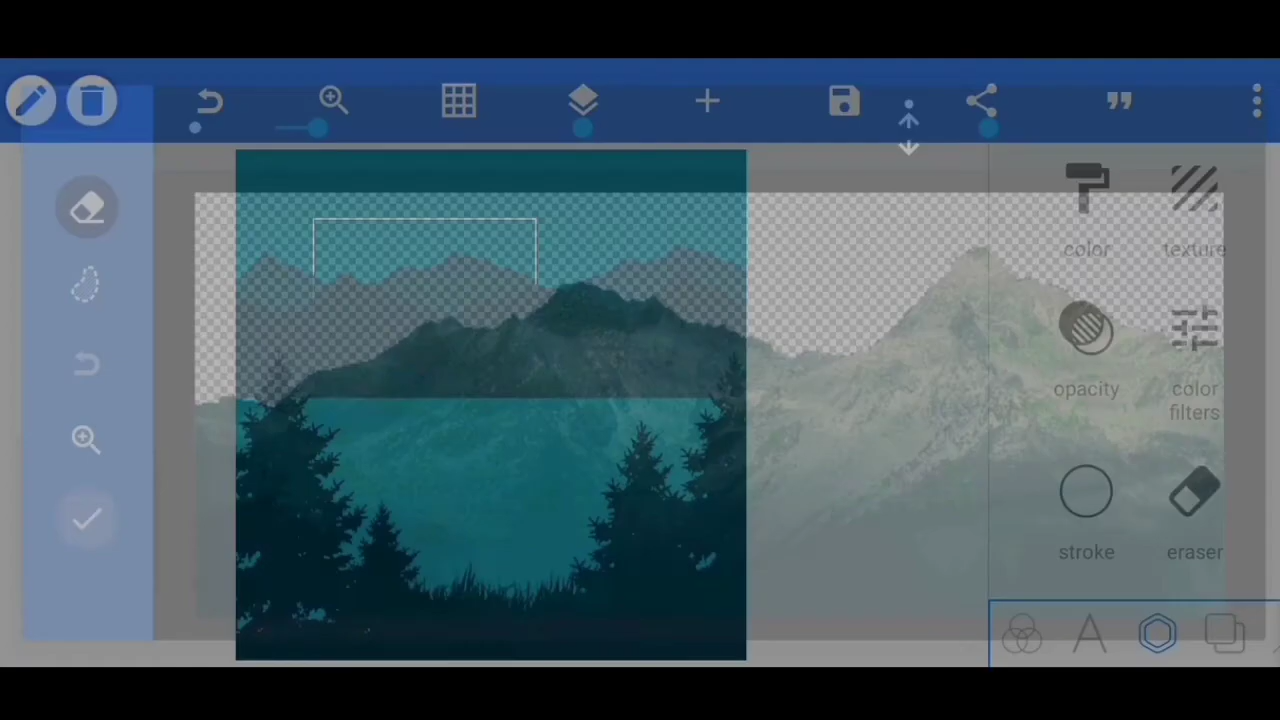 color texture
opacity color
filters
stroke eraser